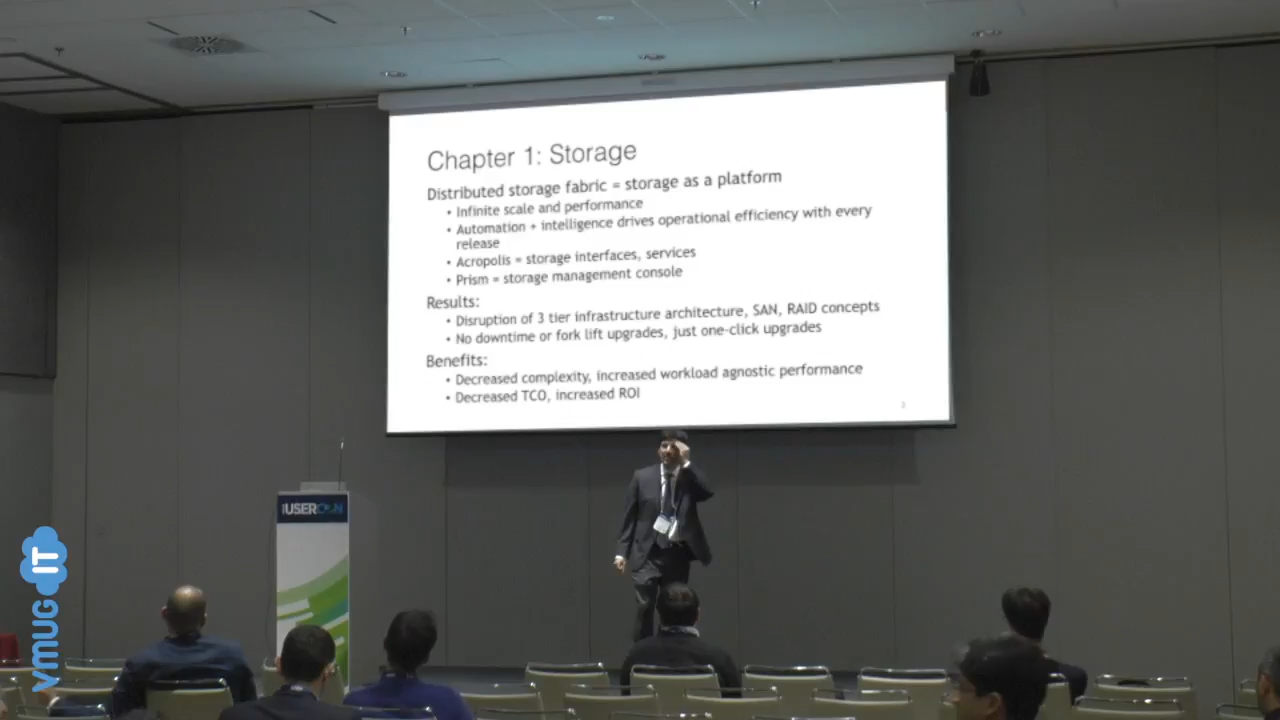 Chapter 1: Storage
Distributed storage fabric = storage as a platform
• Infinite scale and performance
• Automation + intelligence drives operational efficiency with every
release
• Acropolis = storage interfaces, services
• Prism = storage management console
Results:
• Disruption of 3 tier infrastructure architecture, SAN, RAID concepts
• No downtime or fork lift upgrades, just one-click upgrades
Benefits:
• Decreased complexity, increased workload agnostic performance
• Decreased TCO, increased ROI
USERCON
VMUG IT